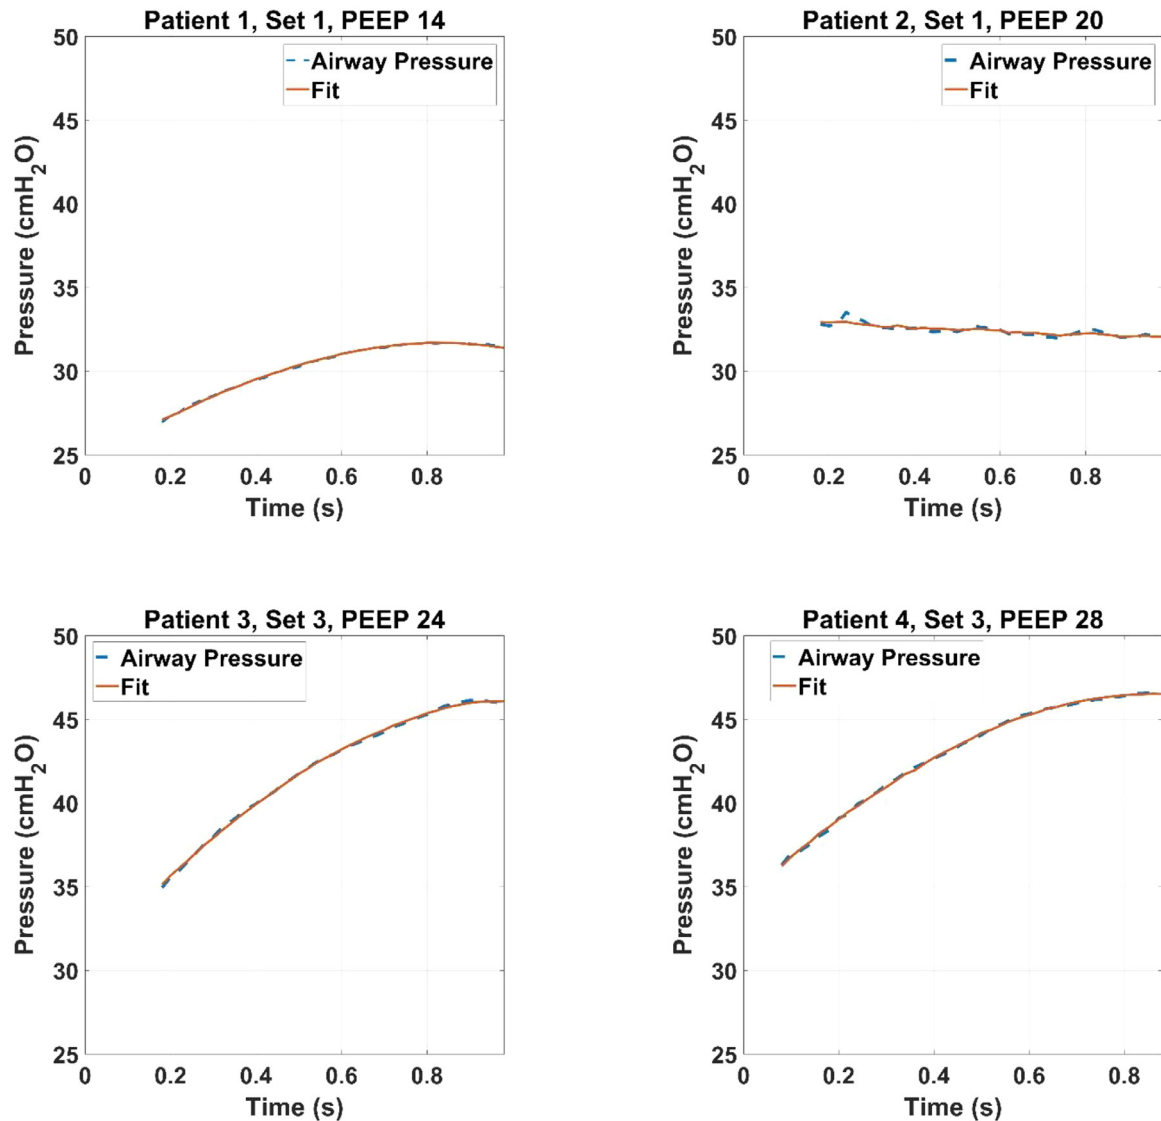 Patient 1, Set 1, PEEP 14
50
45
40
35
30
25
Pressure (cmH₂O)
Airway Pressure
Fit
0 0.2 0.4 0.6 0.8
Time (s)
Patient 2, Set 1, PEEP 20
50
45
40
35
30
25
Pressure (cmH₂O)
Airway Pressure
Fit
0 0.2 0.4 0.6 0.8
Time (s)
Patient 3, Set 3, PEEP 24
50
45
40
35
30
25
Pressure (cmH₂O)
Airway Pressure
Fit
0 0.2 0.4 0.6 0.8
Time (s)
Patient 4, Set 3, PEEP 28
50
45
40
35
30
25
Pressure (cmH₂O)
Airway Pressure
Fit
0 0.2 0.4 0.6 0.8
Time (s)